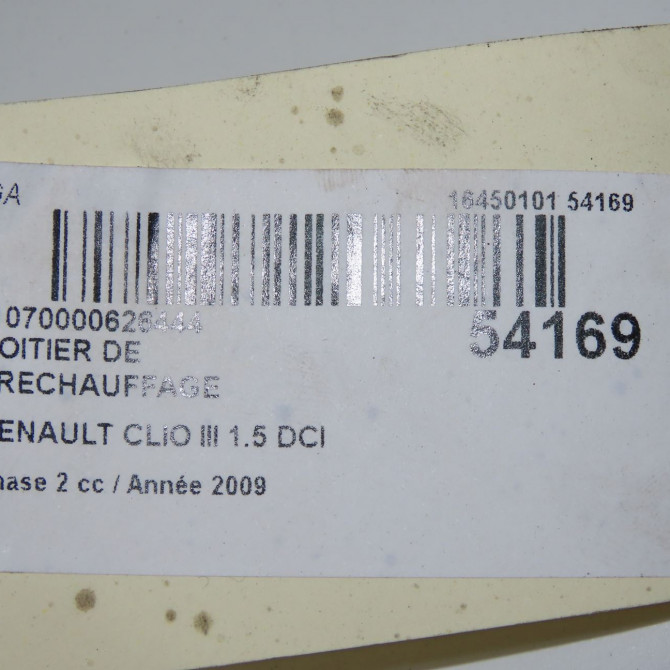 GA 16450101 54169
070000626444 54169
OITIER DE
RECHAUFFAGE
ENAULT CLIO III 1.5 DCI
hase 2 cc / Année 2009